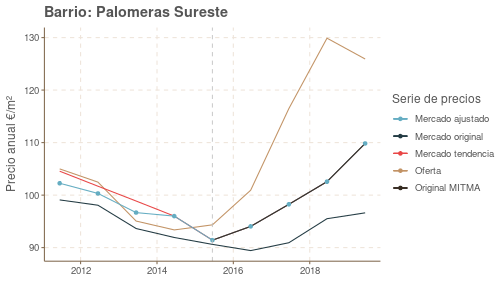 Barrio: Palomeras Sureste
Precio anual €/m²
130
120
110
100
90
2012
2014
2016
2018
Serie de precios
Mercado ajustado
Mercado original
Mercado tendencia
Oferta
Original MITMA